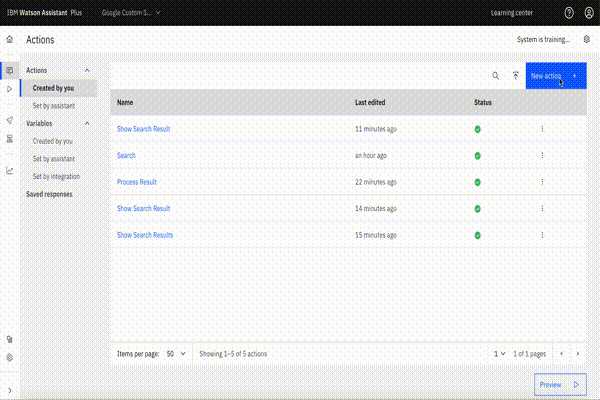 IBM Watson Assistant Plus Google Custom S... Learning center
Actions System is training...
Actions
Created by you
Set by assistant
Variables
Created by you
Set by assistant
Set by integration
Saved responses
New action +
Name Last edited Status
Show Search Result 11 minutes ago
Search an hour ago
Process Result 22 minutes ago
Show Search Result 14 minutes ago
Show Search Results 15 minutes ago
Items per page: 50 Showing 1–5 of 5 actions 1 1 of 1 pages
Preview